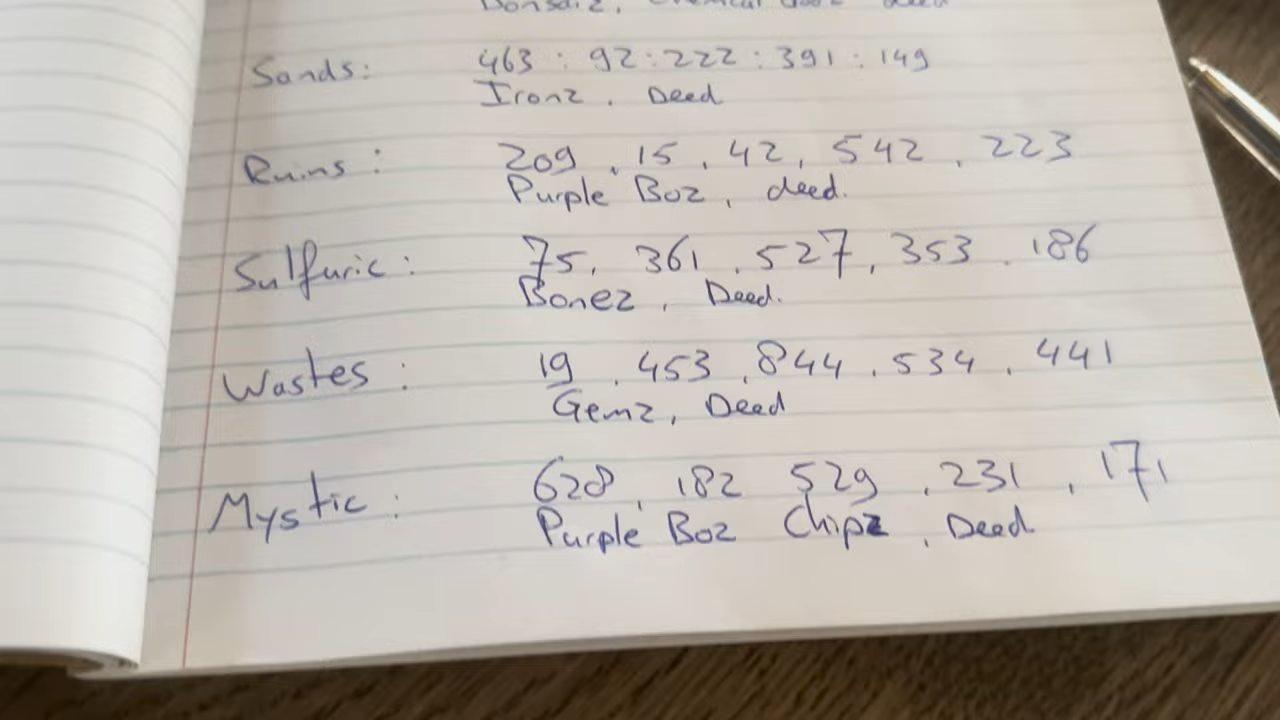 Sands: 463 : 92 : 222 : 391 : 149
Ironz, Deed
Ruins: 209, 15, 42, 542, 223
Purple Boz, deed.
Sulfuric: 75, 361, 527, 353, 186
Bonez, Deed.
Wastes: 19, 453, 844, 534, 441
Gemz, Deed
Mystic: 628, 182 529, 231, 171
Purple Boz Chipz, Deed